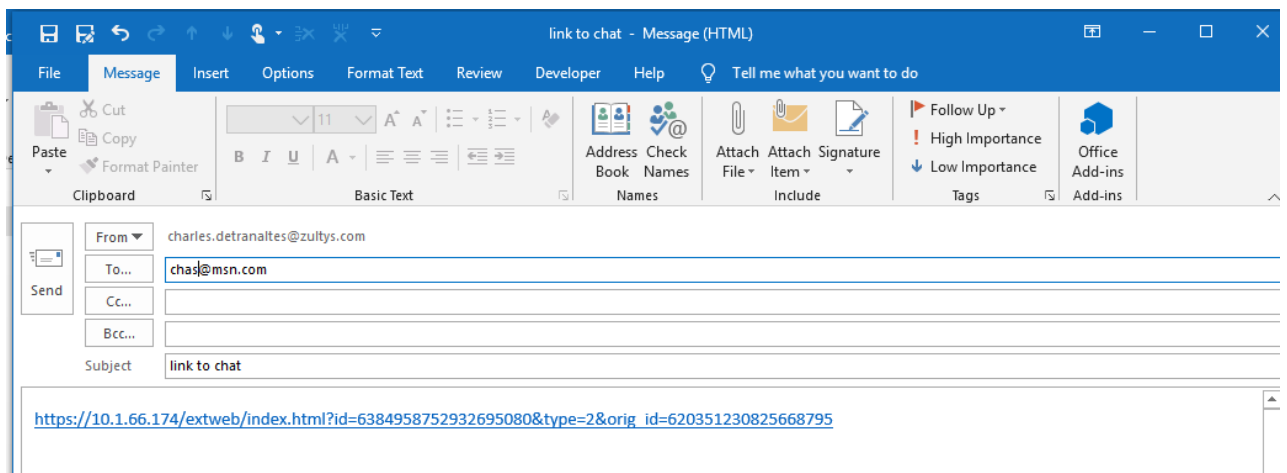 link to chat - Message (HTML)
File Message Insert Options Format Text Review Developer Help Tell me what you want to do
Paste
Cut
Copy
Format Painter
Clipboard
11
B I U A
Basic Text
Address Book
Check Names
Names
Attach File
Attach Item
Signature
Include
Follow Up
High Importance
Low Importance
Tags
Office Add-ins
Add-ins
Send
From charles.detranaltes@zultys.com
To... chas@msn.com
Cc...
Bcc...
Subject link to chat
https://10.1.66.174/extweb/index.html?id=6384958752932695080&type=2&orig_id=620351230825668795